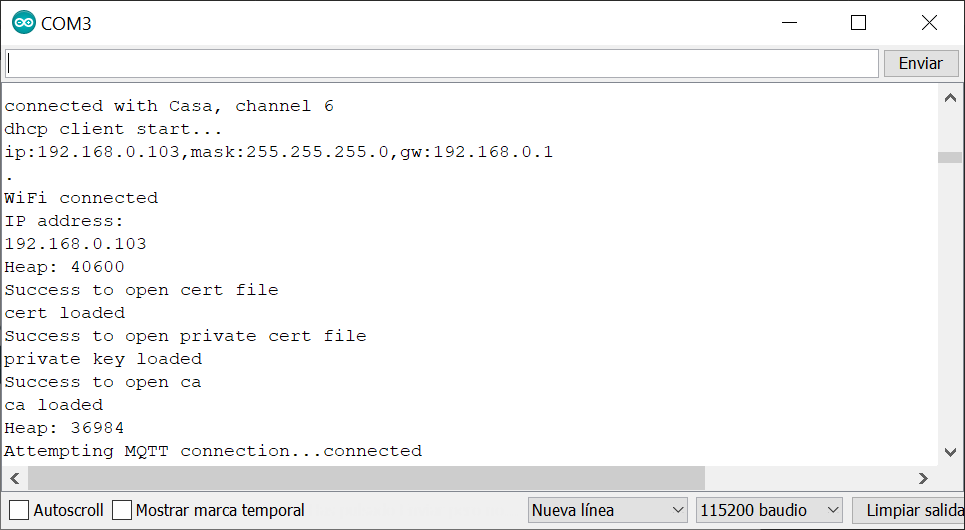 COM3
Enviar
connected with Casa, channel 6
dhcp client start...
ip:192.168.0.103,mask:255.255.255.0,gw:192.168.0.1
.
WiFi connected
IP address:
192.168.0.103
Heap: 40600
Success to open cert file
cert loaded
Success to open private cert file
private key loaded
Success to open ca
ca loaded
Heap: 36984
Attempting MQTT connection...connected
Autoscroll Mostrar marca temporal Nueva línea 115200 baudio Limpiar salida